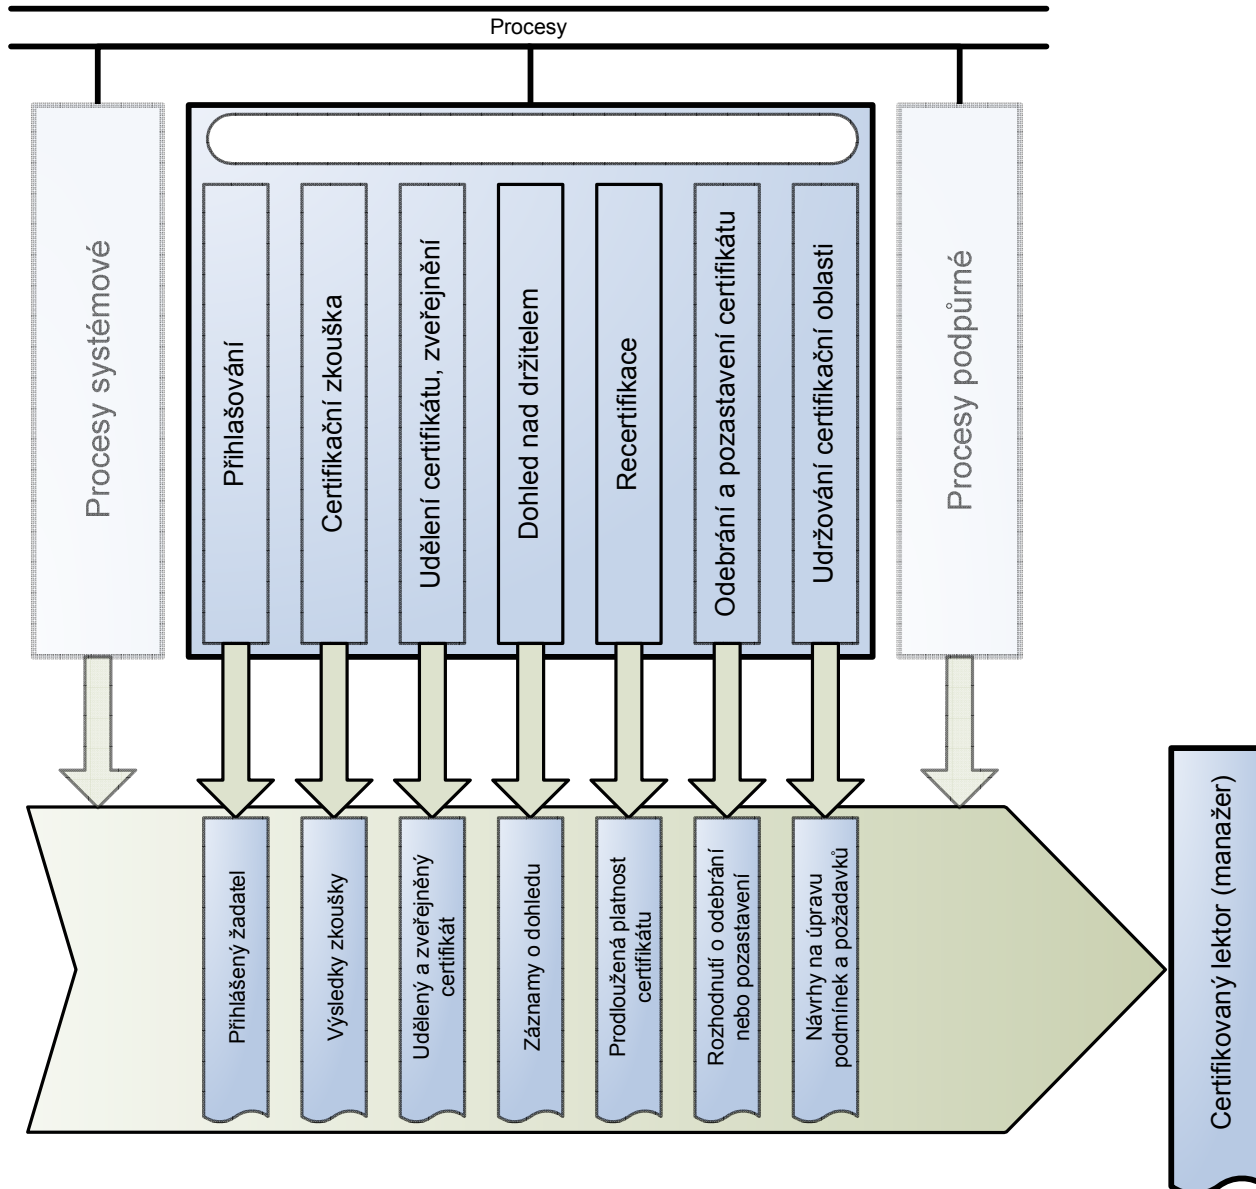 Procesy
Procesy systémové
Přihlašování
Certifikační zkouška
Udělení certifikátu, zveřejnění
Dohled nad držitelem
Recertifikace
Odebrání a pozastavení certifikátu
Udržování certifikační oblasti
Procesy podpůrné
Přihlášený žadatel
Výsledky zkoušky
Udělený a zveřejněný
certifikát
Záznamy o dohledu
Prodloužená platnost
certifikátu
Rozhodnutí o odebrání
nebo pozastavení
Návrhy na úpravu
podmínek a požadavků
Certifikovaný lektor (manažer)